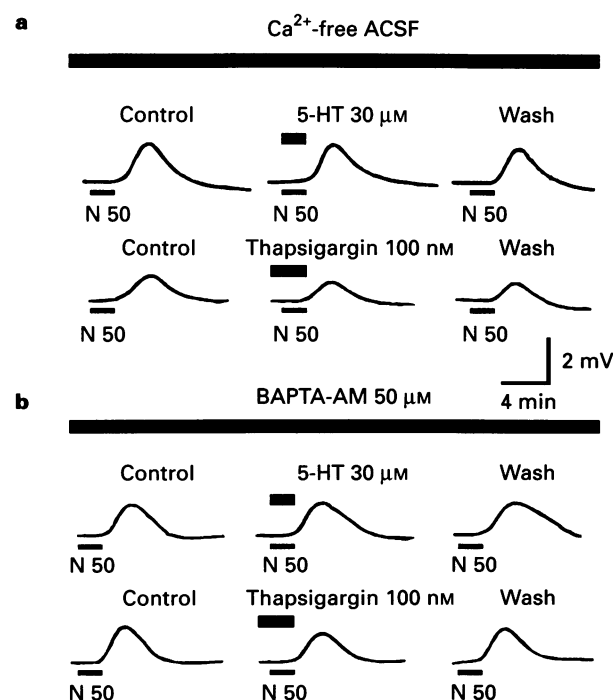 a
Ca²⁺-free ACSF
Control 5-HT 30 μM Wash
N 50 N 50 N 50
Control Thapsigargin 100 nM Wash
N 50 N 50 N 50
2 mV
4 min
b
BAPTA-AM 50 μM
Control 5-HT 30 μM Wash
N 50 N 50 N 50
Control Thapsigargin 100 nM Wash
N 50 N 50 N 50